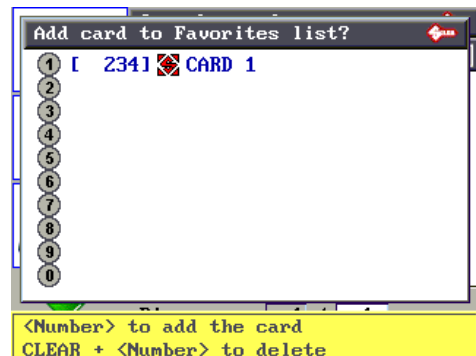 Add card to Favorites list?
SILCA
1 [ 234] CARD 1
2
3
4
5
6
7
8
9
0
<Number> to add the card
CLEAR + <Number> to delete